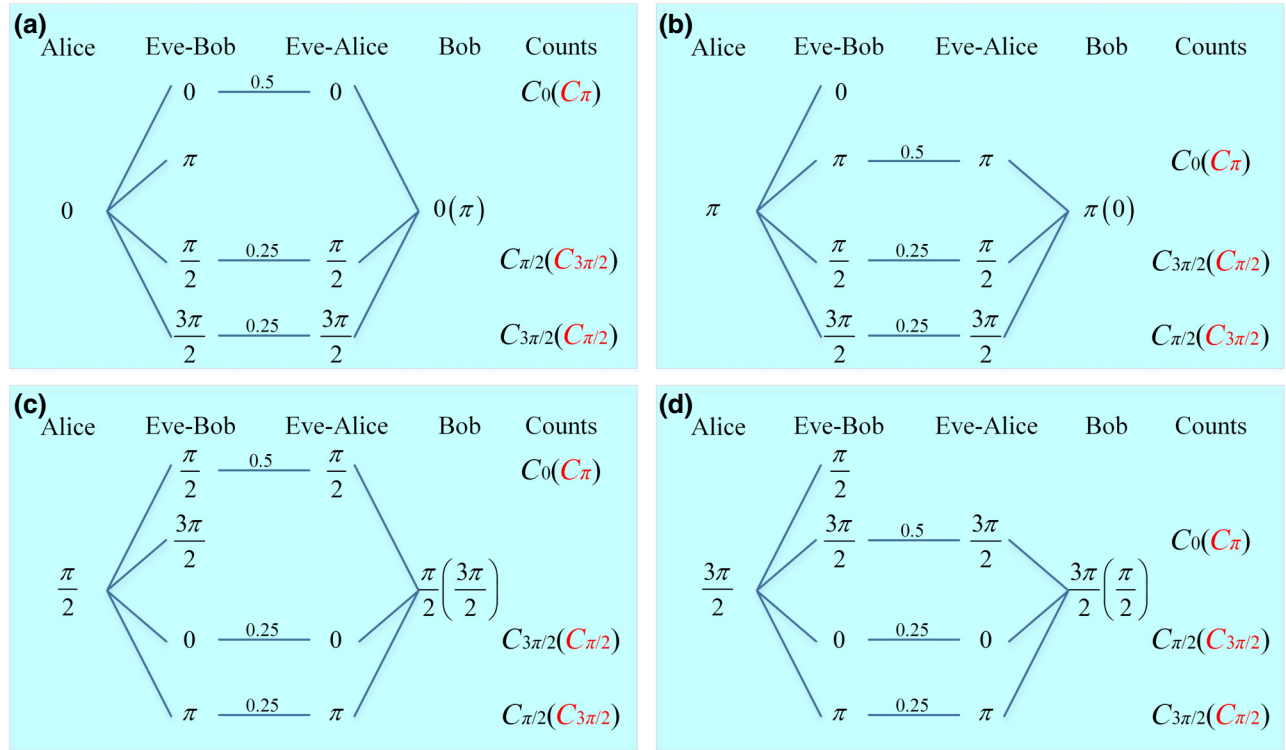 (a)
Alice Eve-Bob Eve-Alice Bob Counts
0 0.5 0 C0(Cπ)
π
0 0(π)
π/2 0.25 π/2 Cπ/2(C3π/2)
3π/2 0.25 3π/2 C3π/2(Cπ/2)
(b)
Alice Eve-Bob Eve-Alice Bob Counts
0
π 0.5 π C0(Cπ)
π π(0)
π/2 0.25 π/2 C3π/2(Cπ/2)
3π/2 0.25 3π/2 Cπ/2(C3π/2)
(c)
Alice Eve-Bob Eve-Alice Bob Counts
π/2 0.5 π/2 C0(Cπ)
3π/2
π/2 π/2(3π/2)
0 0.25 0 C3π/2(Cπ/2)
π 0.25 π Cπ/2(C3π/2)
(d)
Alice Eve-Bob Eve-Alice Bob Counts
π/2
3π/2 0.5 3π/2 C0(Cπ)
3π/2 3π/2(π/2)
0 0.25 0 Cπ/2(C3π/2)
π 0.25 π C3π/2(Cπ/2)